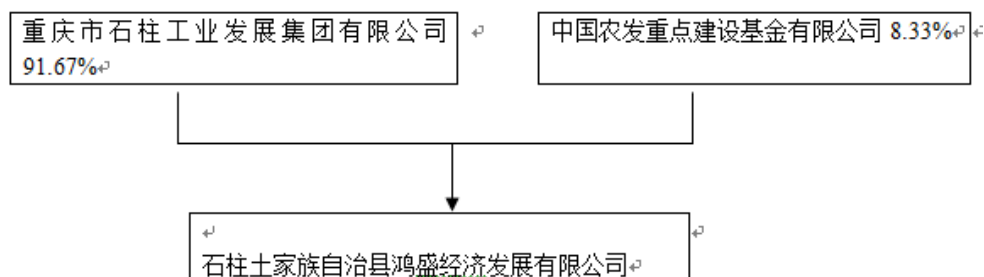 重庆市石柱工业发展集团有限公司
91.67%
中国农发重点建设基金有限公司 8.33%
石柱土家族自治县鸿盛经济发展有限公司